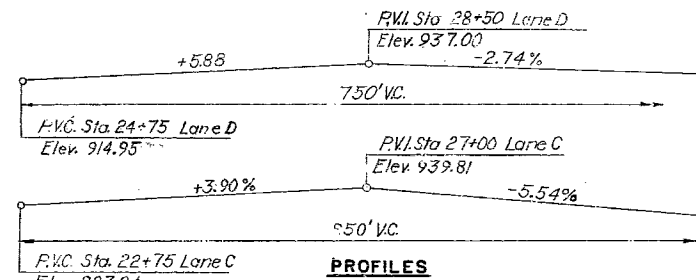 P.V.I. Sta 28+50 Lane D
Elev. 937.00
+5.88
-2.74%
750' V.C.
P.V.C. Sta. 24+75 Lane D
Elev. 914.95
P.V.I. Sta 27+00 Lane C
Elev. 939.81
+3.90%
-5.54%
850' V.C.
P.V.C. Sta. 22+75 Lane C
PROFILES